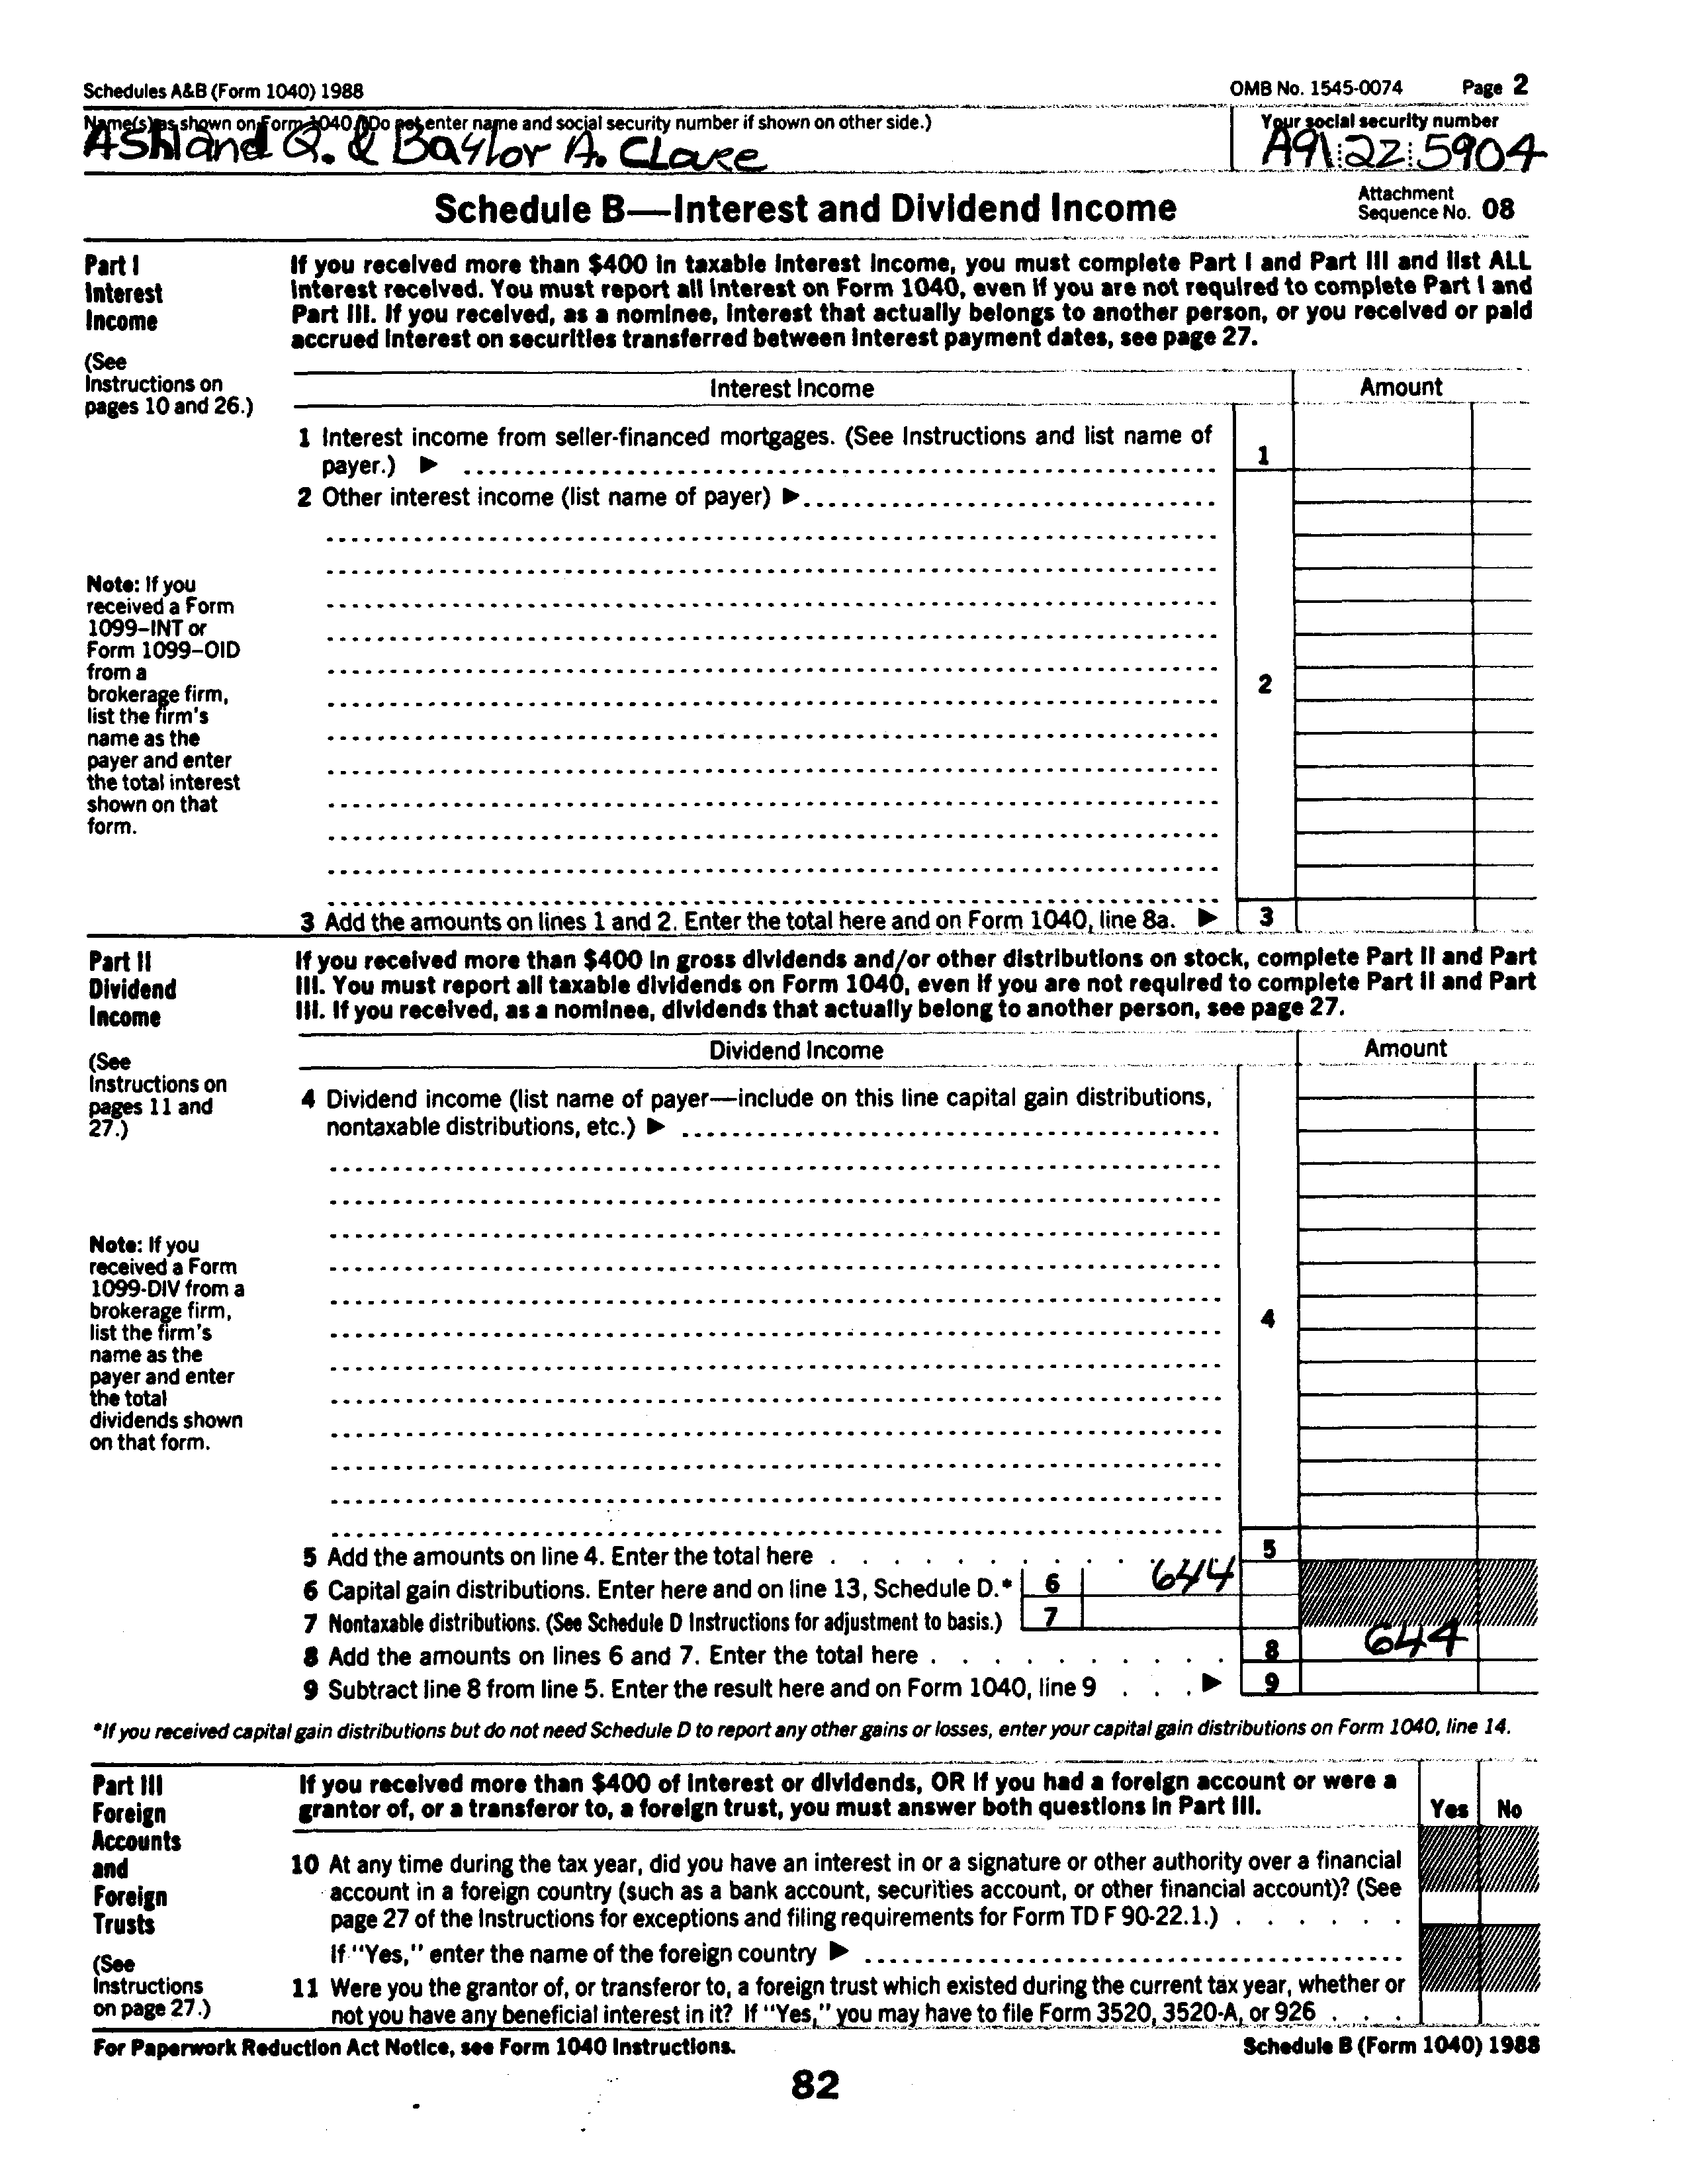 Schedules A&B (Form 1040) 1988
OMB No. 1545-0074 Page 2
Name(s) as shown on Form 1040. (Do not enter name and social security number if shown on other side.)
Your social security number
Ashland Q. & Baylor A. Clare
A91 22 5904
Schedule B—Interest and Dividend Income
Attachment
Sequence No. 08
Part I
Interest
Income
(See
Instructions on
pages 10 and 26.)
If you received more than $400 in taxable interest income, you must complete Part I and Part III and list ALL
interest received. You must report all interest on Form 1040, even if you are not required to complete Part I and
Part III. If you received, as a nominee, interest that actually belongs to another person, or you received or paid
accrued interest on securities transferred between interest payment dates, see page 27.
Interest Income
Amount
1 Interest income from seller-financed mortgages. (See Instructions and list name of
payer.) ▶
1
2 Other interest income (list name of payer) ▶
Note: If you
received a Form
1099–INT or
Form 1099–OID
from a
brokerage firm,
list the firm's
name as the
payer and enter
the total interest
shown on that
form.
2
3 Add the amounts on lines 1 and 2. Enter the total here and on Form 1040, line 8a. ▶ 3
Part II
Dividend
Income
(See
Instructions on
pages 11 and
27.)
If you received more than $400 in gross dividends and/or other distributions on stock, complete Part II and Part
III. You must report all taxable dividends on Form 1040, even if you are not required to complete Part II and Part
III. If you received, as a nominee, dividends that actually belong to another person, see page 27.
Dividend Income
Amount
4 Dividend income (list name of payer—include on this line capital gain distributions,
nontaxable distributions, etc.) ▶
Note: If you
received a Form
1099-DIV from a
brokerage firm,
list the firm's
name as the
payer and enter
the total
dividends shown
on that form.
4
5 Add the amounts on line 4. Enter the total here . . . . . . . . . . . . 5
6 Capital gain distributions. Enter here and on line 13, Schedule D.* 6 644
7 Nontaxable distributions. (See Schedule D Instructions for adjustment to basis.) 7
8 Add the amounts on lines 6 and 7. Enter the total here . . . . . . . . . . 8 644
9 Subtract line 8 from line 5. Enter the result here and on Form 1040, line 9 . . . ▶ 9
*If you received capital gain distributions but do not need Schedule D to report any other gains or losses, enter your capital gain distributions on Form 1040, line 14.
Part III
Foreign
Accounts
and
Foreign
Trusts
(See
Instructions
on page 27.)
If you received more than $400 of interest or dividends, OR if you had a foreign account or were a
grantor of, or a transferor to, a foreign trust, you must answer both questions in Part III.
Yes No
10 At any time during the tax year, did you have an interest in or a signature or other authority over a financial
account in a foreign country (such as a bank account, securities account, or other financial account)? (See
page 27 of the Instructions for exceptions and filing requirements for Form TD F 90-22.1.) . . . . . .
If "Yes," enter the name of the foreign country ▶
11 Were you the grantor of, or transferor to, a foreign trust which existed during the current tax year, whether or
not you have any beneficial interest in it? If "Yes," you may have to file Form 3520, 3520-A, or 926 . . .
For Paperwork Reduction Act Notice, see Form 1040 Instructions.
Schedule B (Form 1040) 1988
82